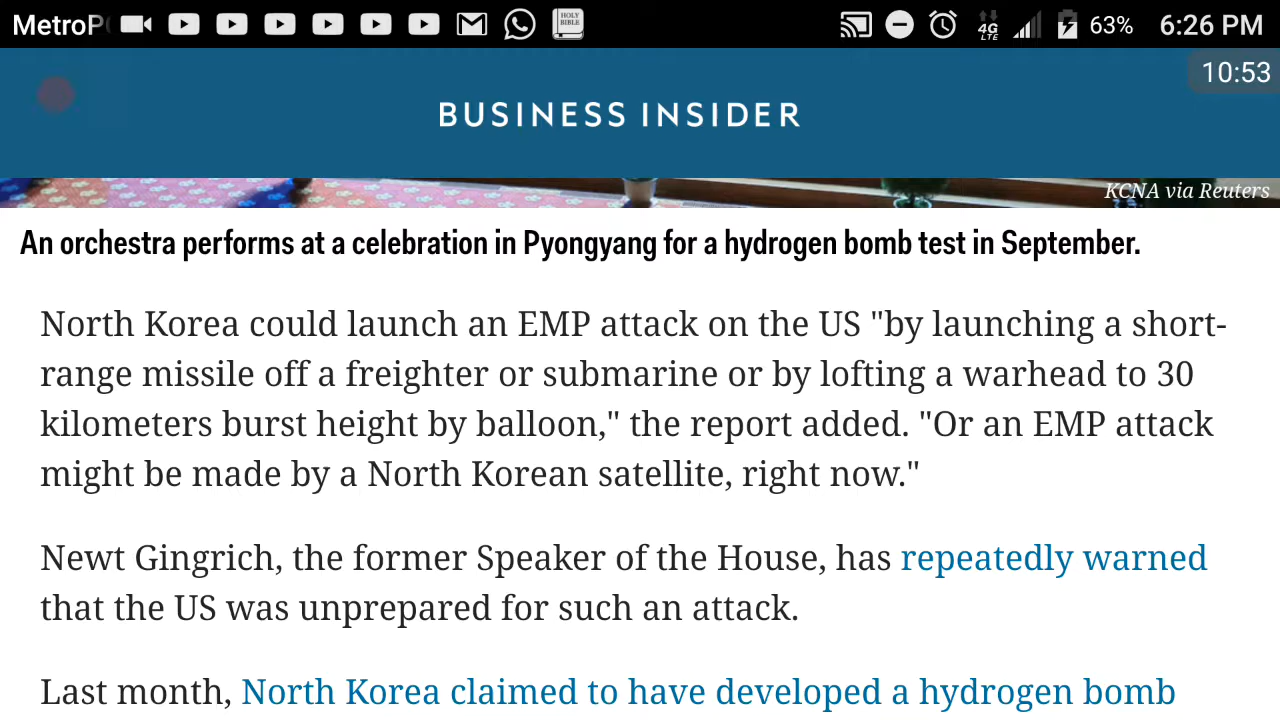 MetroP
HOLY BIBLE
4G LTE
63%
6:26 PM
10:53
BUSINESS INSIDER
KCNA via Reuters
An orchestra performs at a celebration in Pyongyang for a hydrogen bomb test in September.
North Korea could launch an EMP attack on the US "by launching a short-
range missile off a freighter or submarine or by lofting a warhead to 30
kilometers burst height by balloon," the report added. "Or an EMP attack
might be made by a North Korean satellite, right now."
Newt Gingrich, the former Speaker of the House, has repeatedly warned
that the US was unprepared for such an attack.
Last month, North Korea claimed to have developed a hydrogen bomb